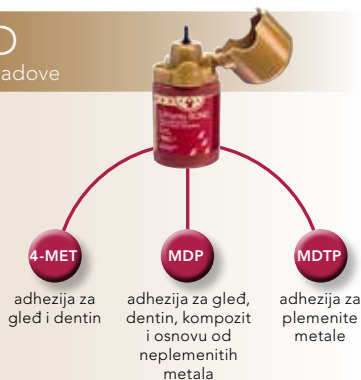 D
adove
4-MET
MDP
MDTP
adhezija za
gleđ i dentin
adhezija za gleđ,
dentin, kompozit
i osnovu od
neplemenitih
metala
adhezija za
plemenite
metale